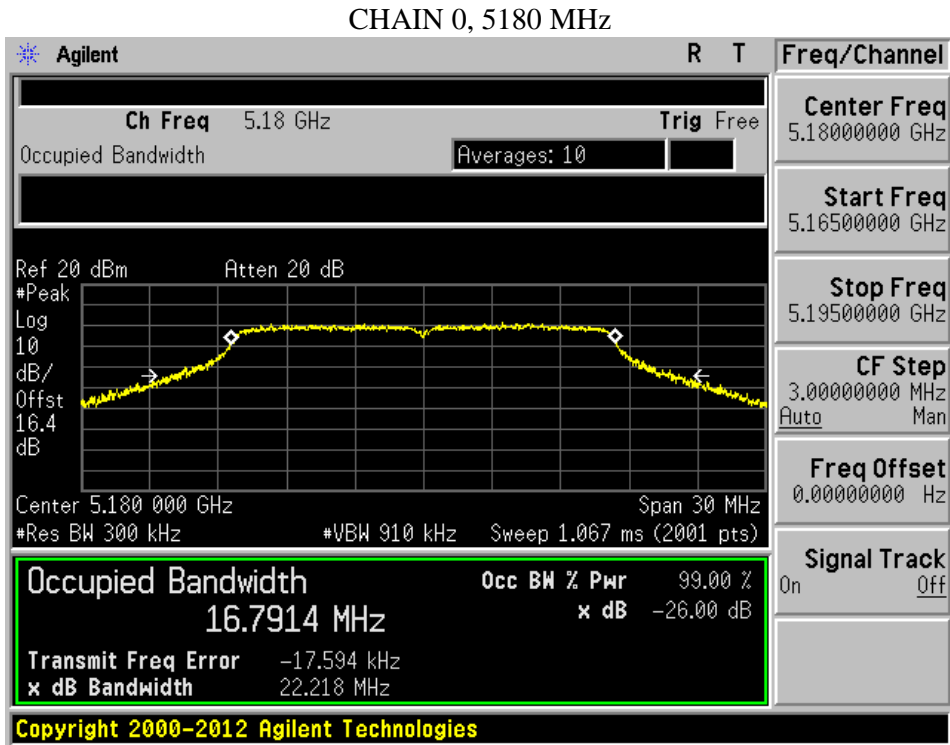 CHAIN 0, 5180 MHz
Agilent R T
Freq/Channel
Ch Freq 5.18 GHz Trig Free
Occupied Bandwidth Averages: 10
Center Freq
5.18000000 GHz
Start Freq
5.16500000 GHz
Stop Freq
5.19500000 GHz
CF Step
3.00000000 MHz
Auto Man
Freq Offset
0.00000000 Hz
Signal Track
On Off
Ref 20 dBm Atten 20 dB
#Peak
Log
10
dB/
Offst
16.4
dB
Center 5.180 000 GHz Span 30 MHz
#Res BW 300 kHz #VBW 910 kHz Sweep 1.067 ms (2001 pts)
Occupied Bandwidth Occ BW % Pwr 99.00 %
16.7914 MHz x dB -26.00 dB
Transmit Freq Error -17.594 kHz
x dB Bandwidth 22.218 MHz
Copyright 2000-2012 Agilent Technologies